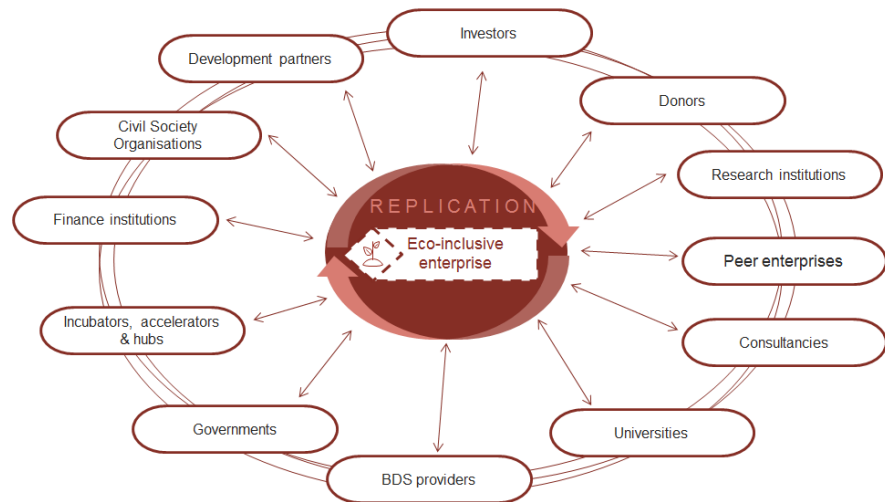 Investors
Development partners
Donors
Civil Society
Organisations
Research institutions
REPLICATION
Finance institutions
Eco-inclusive
enterprise
Peer enterprises
Incubators, accelerators
& hubs
Consultancies
Governments
Universities
BDS providers